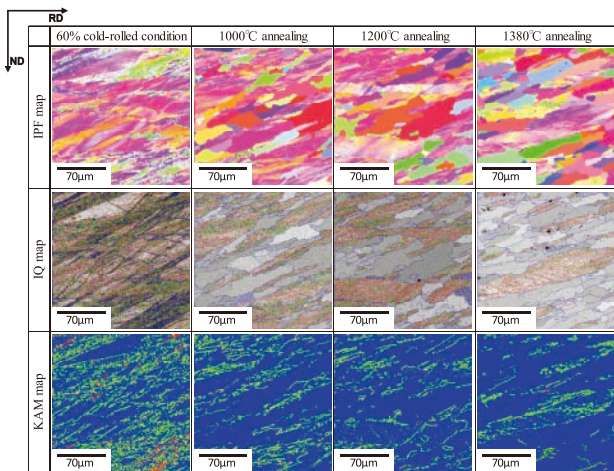 RD
ND
60% cold-rolled condition 1000℃ annealing 1200℃ annealing 1380℃ annealing
IPF map
70μm 70μm 70μm 70μm
IQ map
70μm 70μm 70μm 70μm
KAM map
70μm 70μm 70μm 70μm